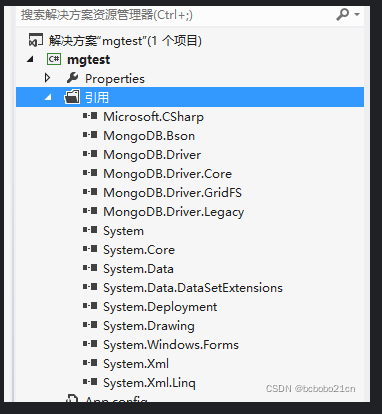 搜索解决方案资源管理器(Ctrl+;)
解决方案"mgtest"(1 个项目)
C# mgtest
Properties
引用
Microsoft.CSharp
MongoDB.Bson
MongoDB.Driver
MongoDB.Driver.Core
MongoDB.Driver.GridFS
MongoDB.Driver.Legacy
System
System.Core
System.Data
System.Data.DataSetExtensions
System.Deployment
System.Drawing
System.Windows.Forms
System.Xml
System.Xml.Linq
CSDN @bcbobo21cn
App.config